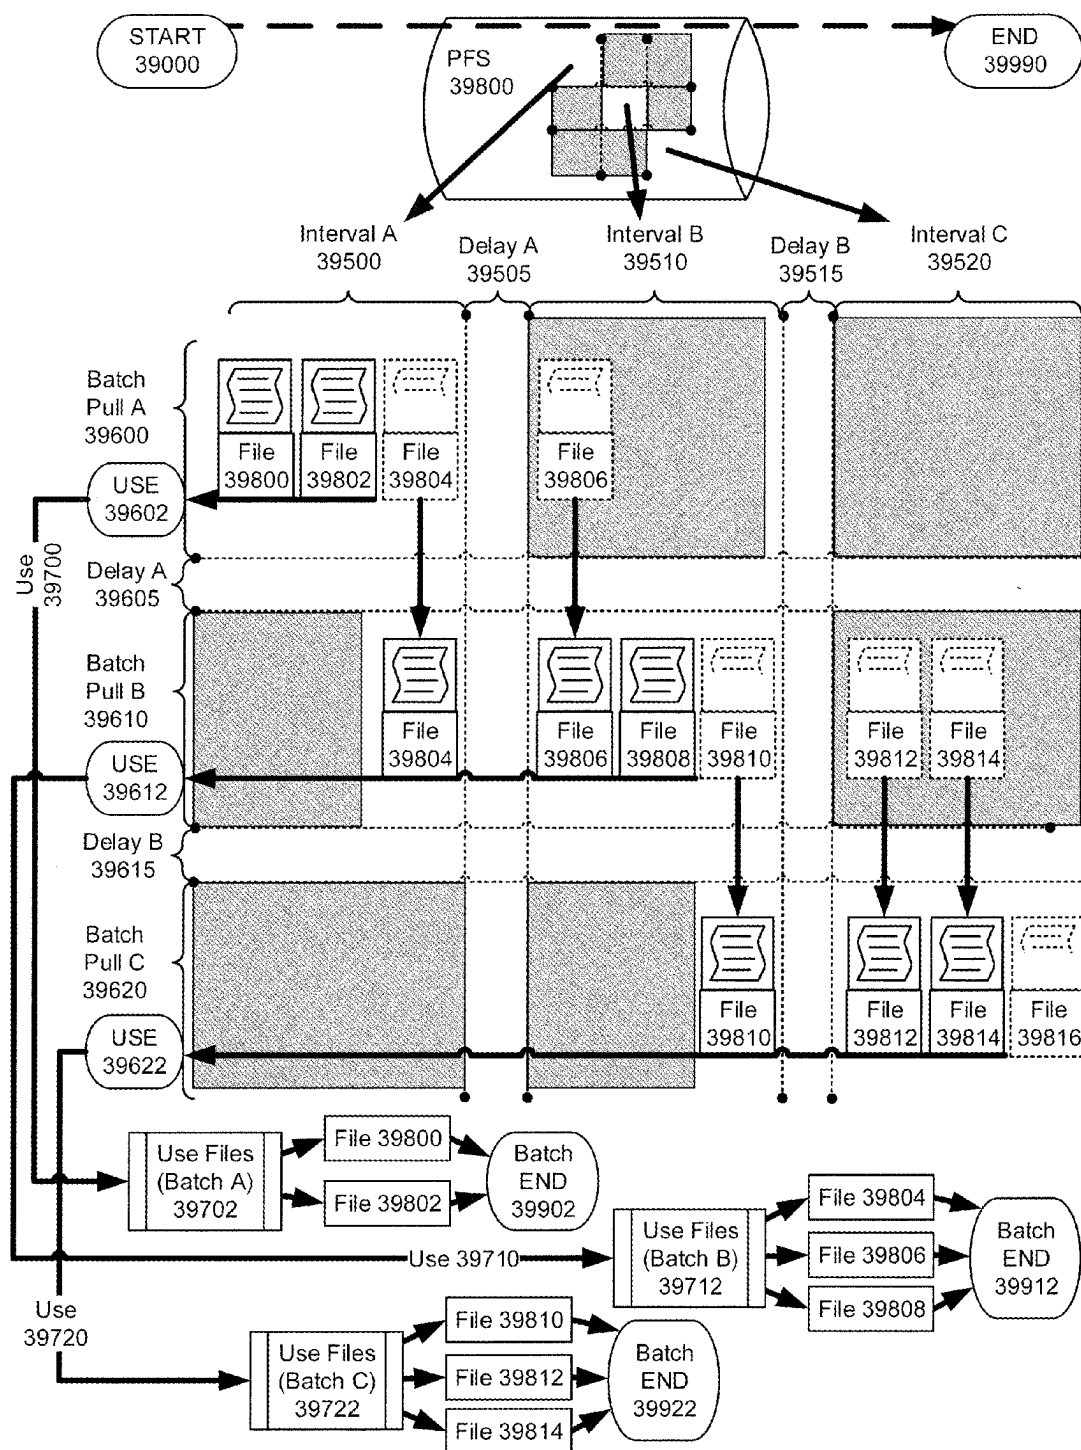 START
39000
PFS
39800
END
39990
Interval A
39500
Delay A
39505
Interval B
39510
Delay B
39515
Interval C
39520
Batch
Pull A
39600
File
39800
File
39802
File
39804
File
39806
USE
39602
Use
39700
Delay A
39605
Batch
Pull B
39610
File
39804
File
39806
File
39808
File
39810
File
39812
File
39814
USE
39612
Delay B
39615
Batch
Pull C
39620
File
39810
File
39812
File
39814
File
39816
USE
39622
Use Files
(Batch A)
39702
File 39800
File 39802
Batch
END
39902
Use 39710
Use Files
(Batch B)
39712
File 39804
File 39806
File 39808
Batch
END
39912
Use
39720
Use Files
(Batch C)
39722
File 39810
File 39812
File 39814
Batch
END
39922